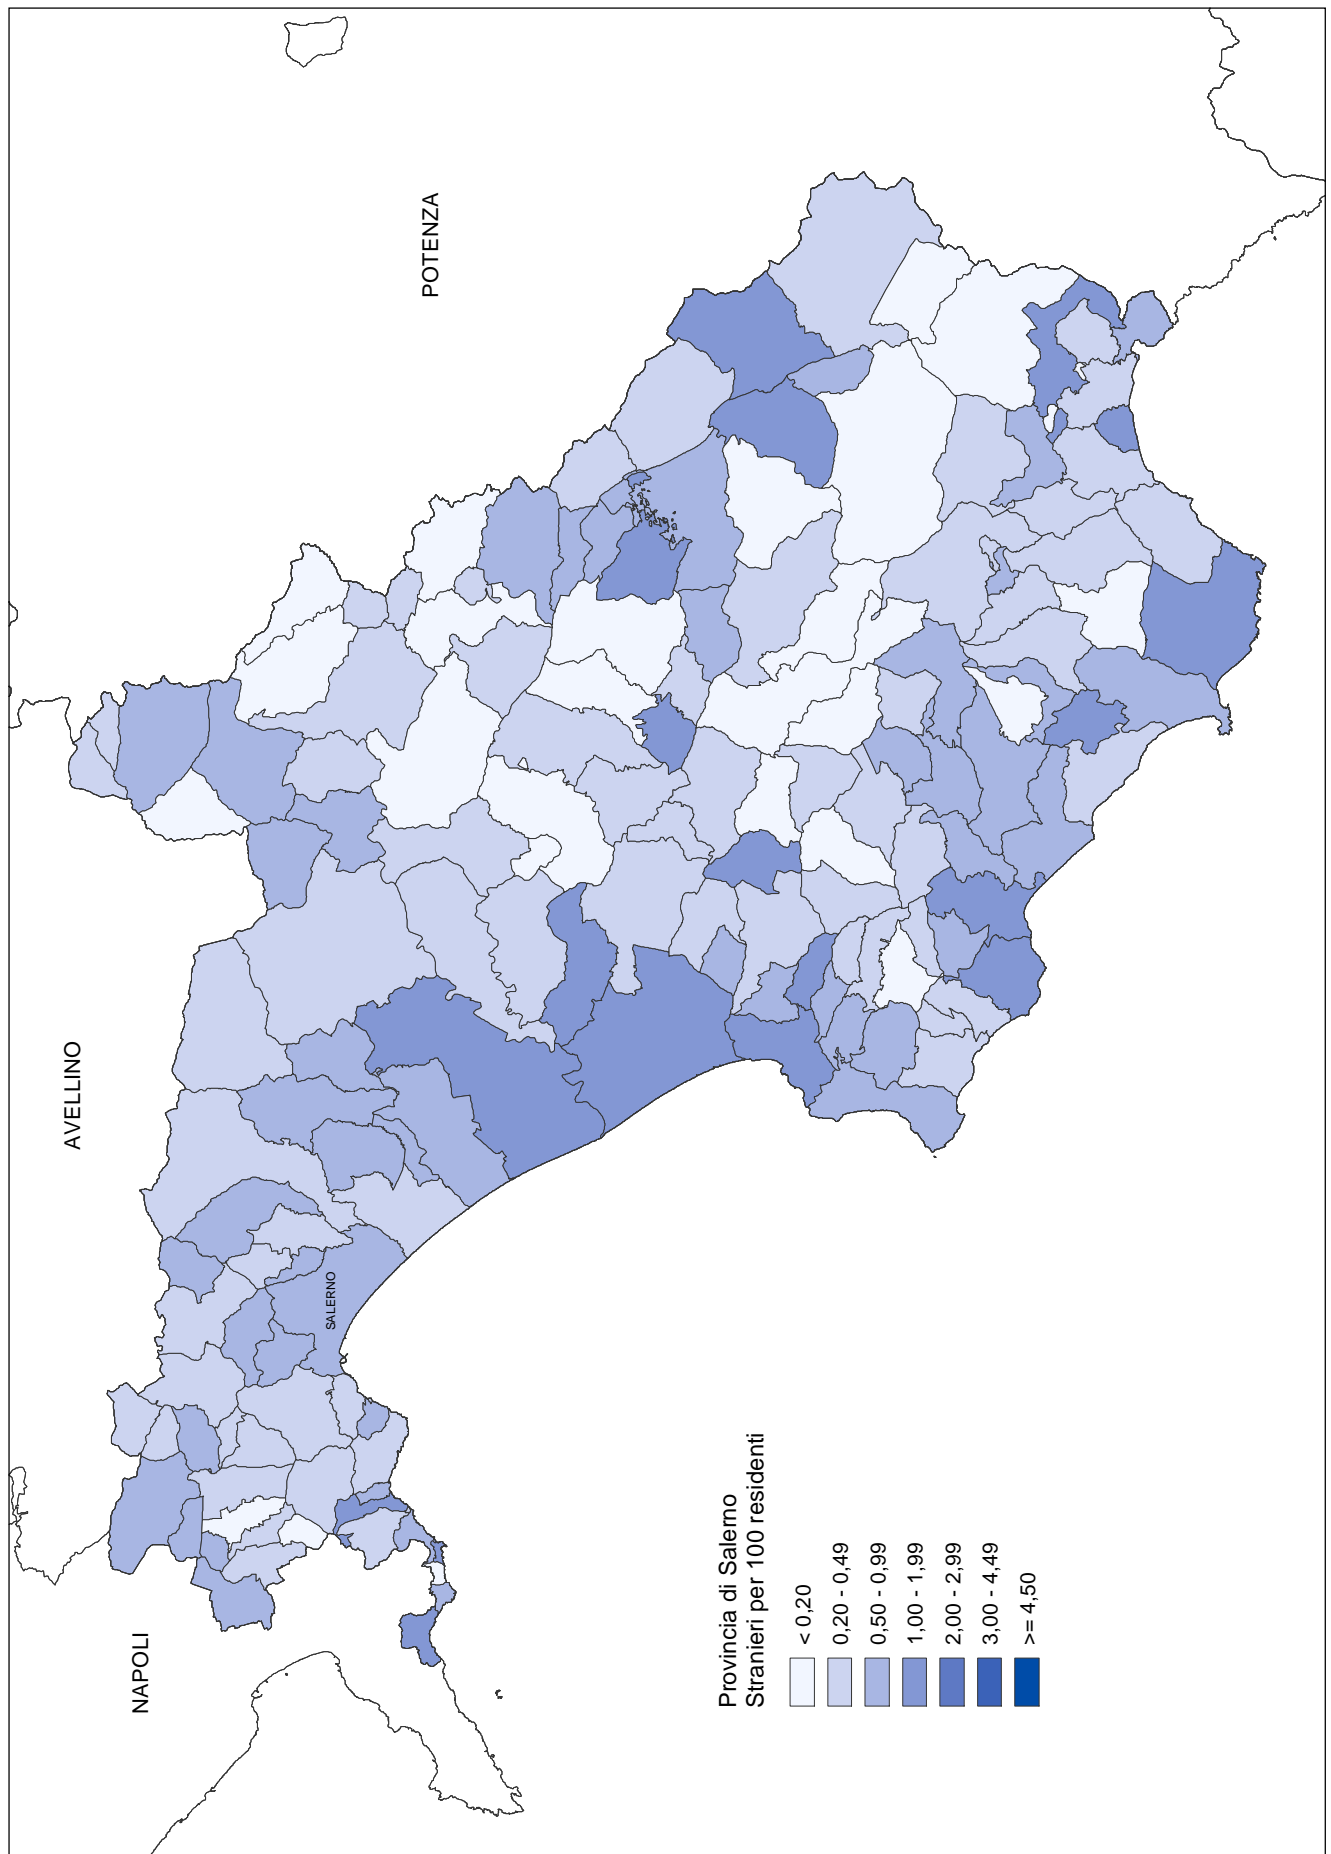 AVELLINO
POTENZA
NAPOLI
SALERNO
Provincia di Salerno
Stranieri per 100 residenti
< 0,20
0,20 - 0,49
0,50 - 0,99
1,00 - 1,99
2,00 - 2,99
3,00 - 4,49
>= 4,50